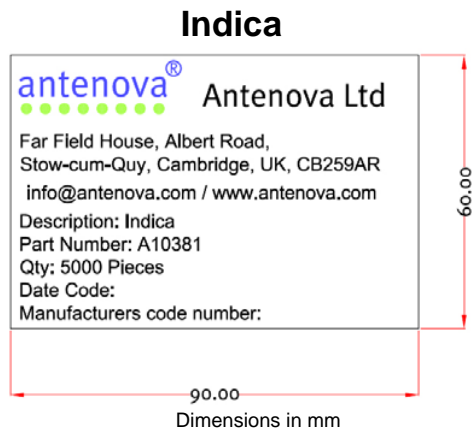 Indica
antenova®
Antenova Ltd
Far Field House, Albert Road,
Stow-cum-Quy, Cambridge, UK, CB259AR
info@antenova.com / www.antenova.com
Description: Indica
Part Number: A10381
Qty: 5000 Pieces
Date Code:
Manufacturers code number:
60.00
90.00
Dimensions in mm